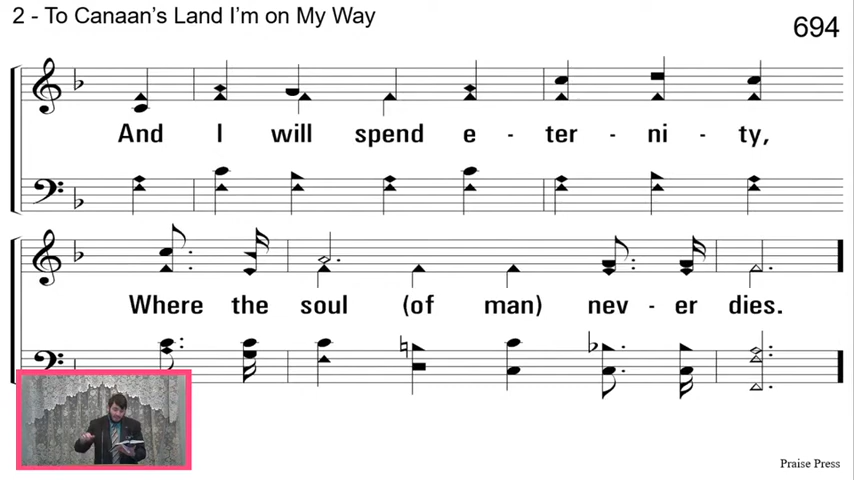 2 - To Canaan’s Land I’m on My Way
694
And I will spend e - ter - ni - ty,
Where the soul (of man) nev - er dies.
Praise Press